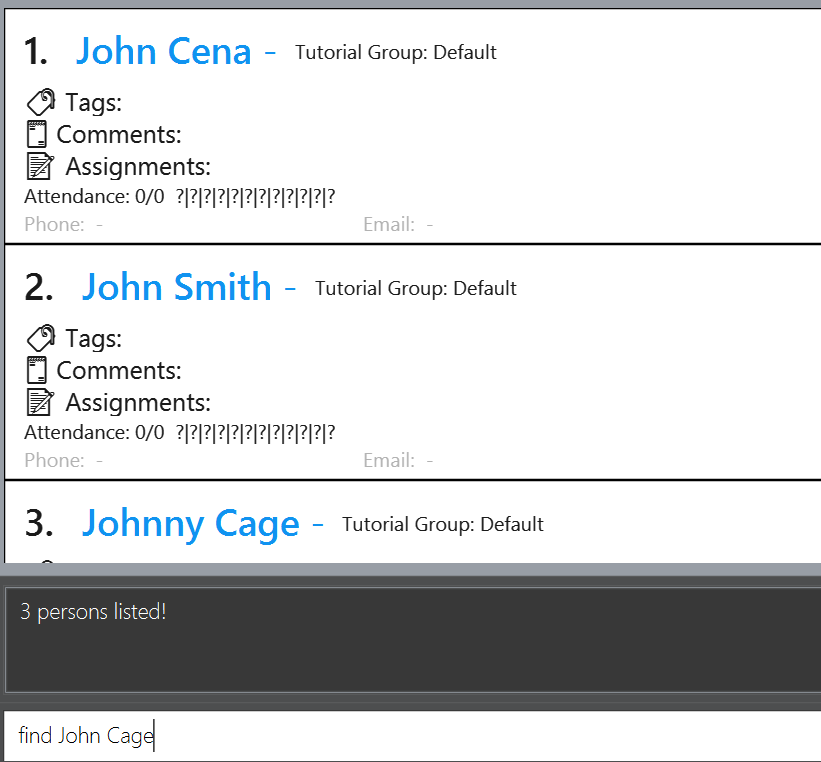 1. John Cena - Tutorial Group: Default
Tags:
Comments:
Assignments:
Attendance: 0/0 ?|?|?|?|?|?|?|?|?|?|?|?
Phone: - Email: -
2. John Smith - Tutorial Group: Default
Tags:
Comments:
Assignments:
Attendance: 0/0 ?|?|?|?|?|?|?|?|?|?|?|?
Phone: - Email: -
3. Johnny Cage - Tutorial Group: Default
3 persons listed!
find John Cage